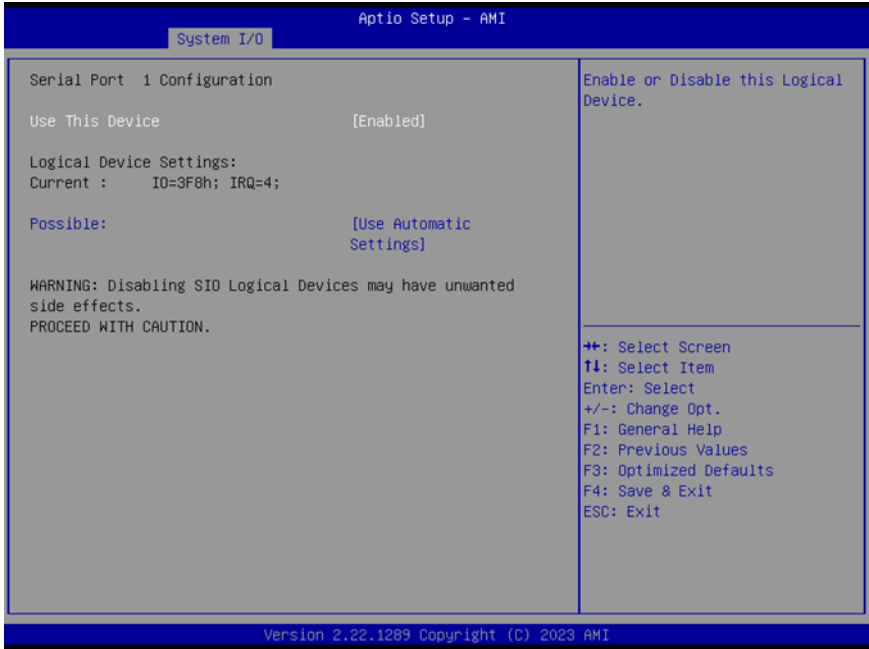 Aptio Setup – AMI
System I/O
Serial Port 1 Configuration
Use This Device [Enabled]
Logical Device Settings:
Current : IO=3F8h; IRQ=4;
Possible: [Use Automatic
Settings]
WARNING: Disabling SIO Logical Devices may have unwanted
side effects.
PROCEED WITH CAUTION.
Enable or Disable this Logical
Device.
→←: Select Screen
↑↓: Select Item
Enter: Select
+/-: Change Opt.
F1: General Help
F2: Previous Values
F3: Optimized Defaults
F4: Save & Exit
ESC: Exit
Version 2.22.1289 Copyright (C) 2023 AMI